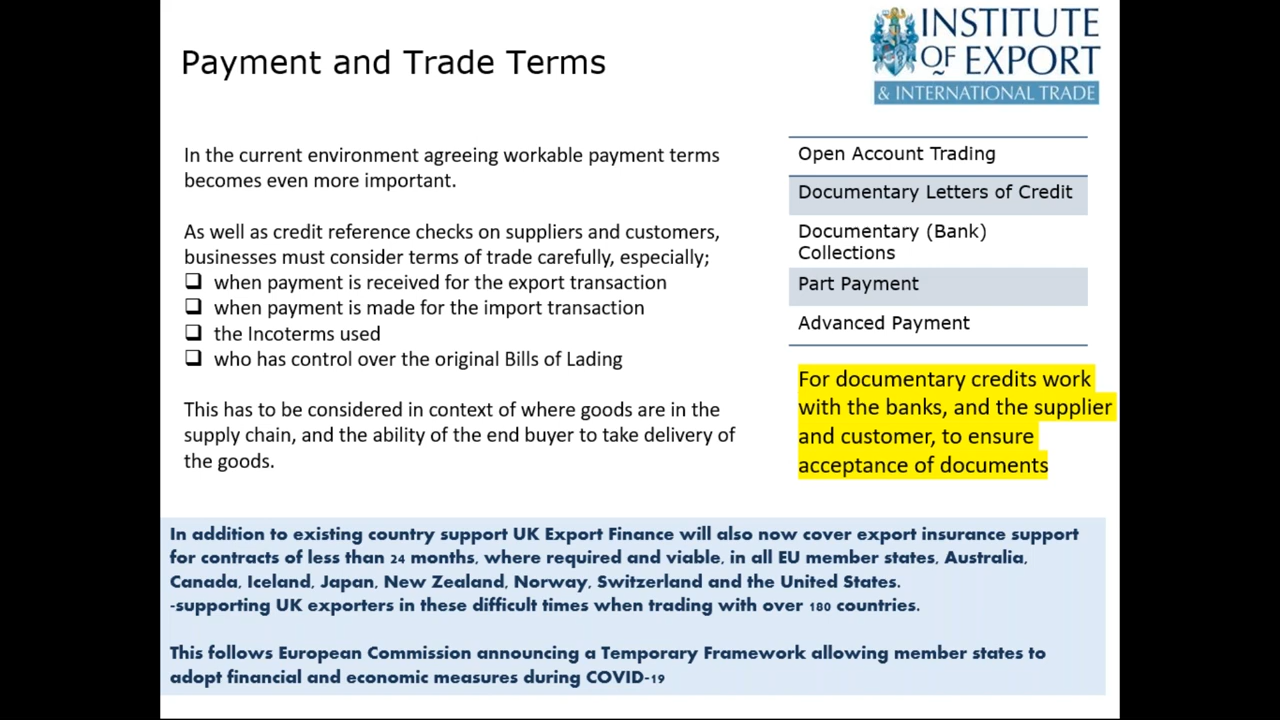 Payment and Trade Terms
INSTITUTE
OF EXPORT
& INTERNATIONAL TRADE
In the current environment agreeing workable payment terms
becomes even more important.
As well as credit reference checks on suppliers and customers,
businesses must consider terms of trade carefully, especially;
❑ when payment is received for the export transaction
❑ when payment is made for the import transaction
❑ the Incoterms used
❑ who has control over the original Bills of Lading
This has to be considered in context of where goods are in the
supply chain, and the ability of the end buyer to take delivery of
the goods.
Open Account Trading
Documentary Letters of Credit
Documentary (Bank)
Collections
Part Payment
Advanced Payment
For documentary credits work
with the banks, and the supplier
and customer, to ensure
acceptance of documents
In addition to existing country support UK Export Finance will also now cover export insurance support
for contracts of less than 24 months, where required and viable, in all EU member states, Australia,
Canada, Iceland, Japan, New Zealand, Norway, Switzerland and the United States.
-supporting UK exporters in these difficult times when trading with over 180 countries.
This follows European Commission announcing a Temporary Framework allowing member states to
adopt financial and economic measures during COVID-19